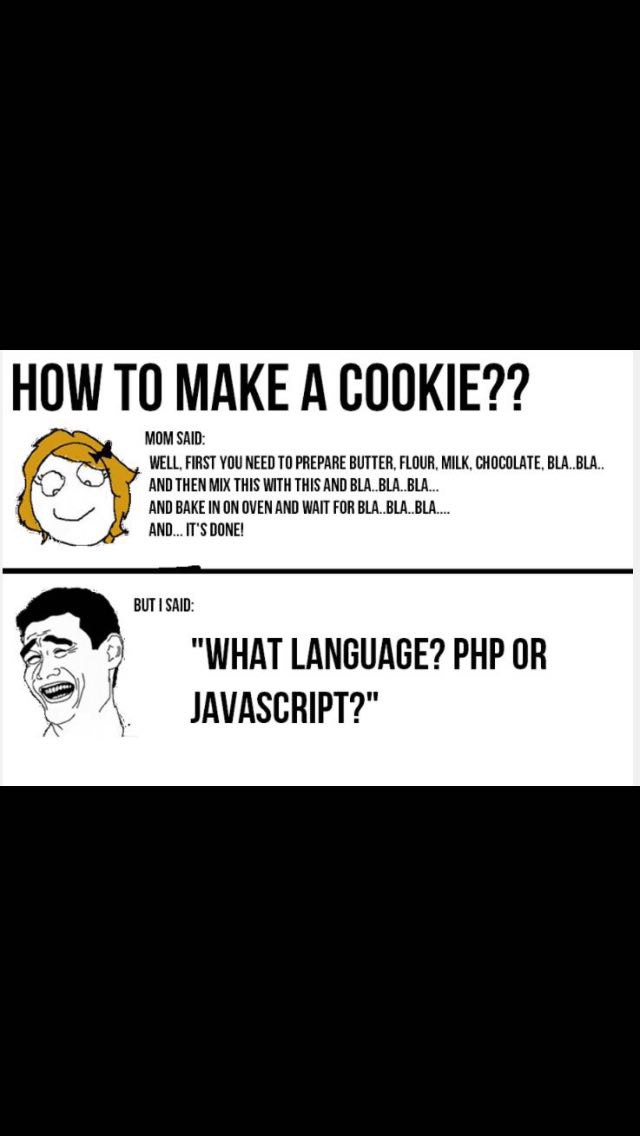 HOW TO MAKE A COOKIE??
MOM SAID:
WELL, FIRST YOU NEED TO PREPARE BUTTER, FLOUR, MILK, CHOCOLATE, BLA..BLA..
AND THEN MIX THIS WITH THIS AND BLA..BLA..BLA...
AND BAKE IN ON OVEN AND WAIT FOR BLA..BLA..BLA....
AND... IT'S DONE!
BUT I SAID:
"WHAT LANGUAGE? PHP OR
JAVASCRIPT?"